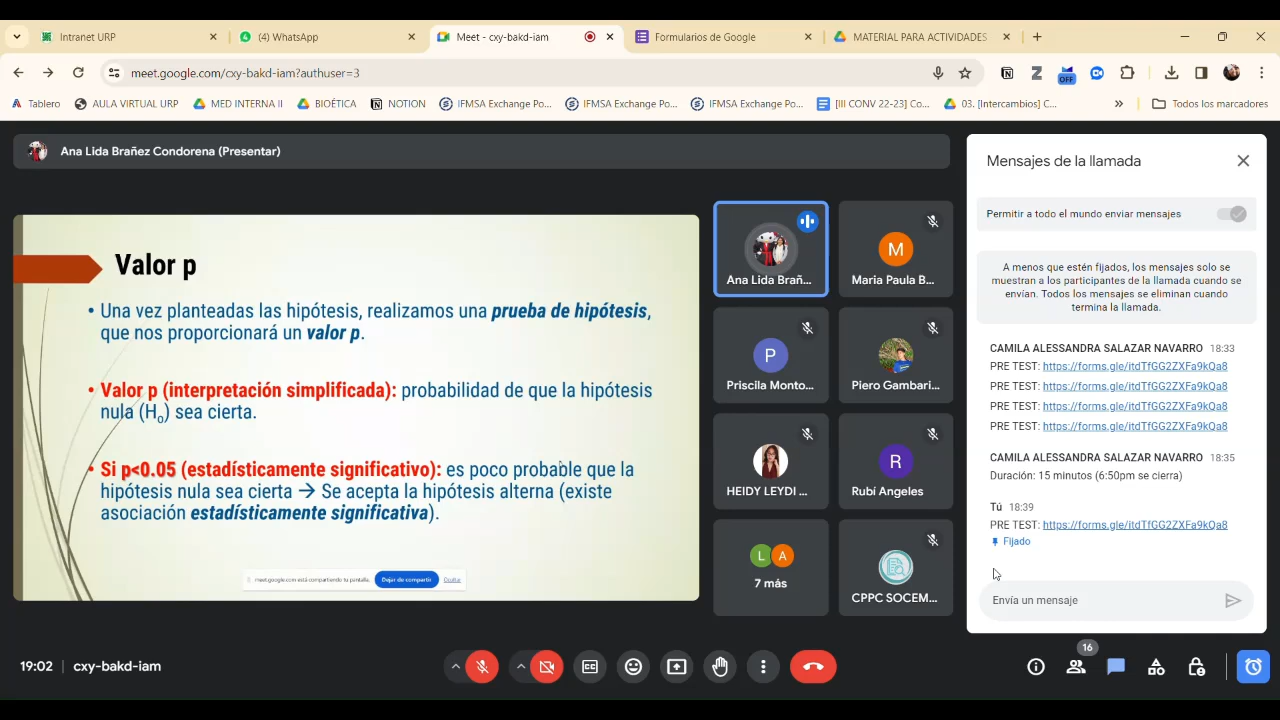 Intranet URP
(4) WhatsApp
Meet - cxy-bakd-iam
Formularios de Google
MATERIAL PARA ACTIVIDADES
meet.google.com/cxy-bakd-iam?authuser=3
OFF
Tablero
AULA VIRTUAL URP
MED INTERNA II
BIOÉTICA
NOTION
IFMSA Exchange Po...
IFMSA Exchange Po...
IFMSA Exchange Po...
[III CONV 22-23] Co...
03. [Intercambios] C...
Todos los marcadores
Ana Lida Brañez Condorena (Presentar)
Valor p
• Una vez planteadas las hipótesis, realizamos una prueba de hipótesis,
que nos proporcionará un valor p.
• Valor p (interpretación simplificada): probabilidad de que la hipótesis
nula (Ho) sea cierta.
• Si p<0.05 (estadísticamente significativo): es poco probable que la
hipótesis nula sea cierta → Se acepta la hipótesis alterna (existe
asociación estadísticamente significativa).
meet.google.com está compartiendo tu pantalla.
Dejar de compartir
Ocultar
Ana Lida Brañ...
M
Maria Paula B...
P
Priscila Monto...
Piero Gambari...
HEIDY LEYDI ...
R
Rubí Angeles
L A
7 más
CPPC SOCEM...
Mensajes de la llamada
Permitir a todo el mundo enviar mensajes
A menos que estén fijados, los mensajes solo se
muestran a los participantes de la llamada cuando se
envían. Todos los mensajes se eliminan cuando
termina la llamada.
CAMILA ALESSANDRA SALAZAR NAVARRO 18:33
PRE TEST: https://forms.gle/itdTfGG2ZXFa9kQa8
PRE TEST: https://forms.gle/itdTfGG2ZXFa9kQa8
PRE TEST: https://forms.gle/itdTfGG2ZXFa9kQa8
PRE TEST: https://forms.gle/itdTfGG2ZXFa9kQa8
CAMILA ALESSANDRA SALAZAR NAVARRO 18:35
Duración: 15 minutos (6:50pm se cierra)
Tú 18:39
PRE TEST: https://forms.gle/itdTfGG2ZXFa9kQa8
Fijado
Envía un mensaje
19:02 | cxy-bakd-iam
16